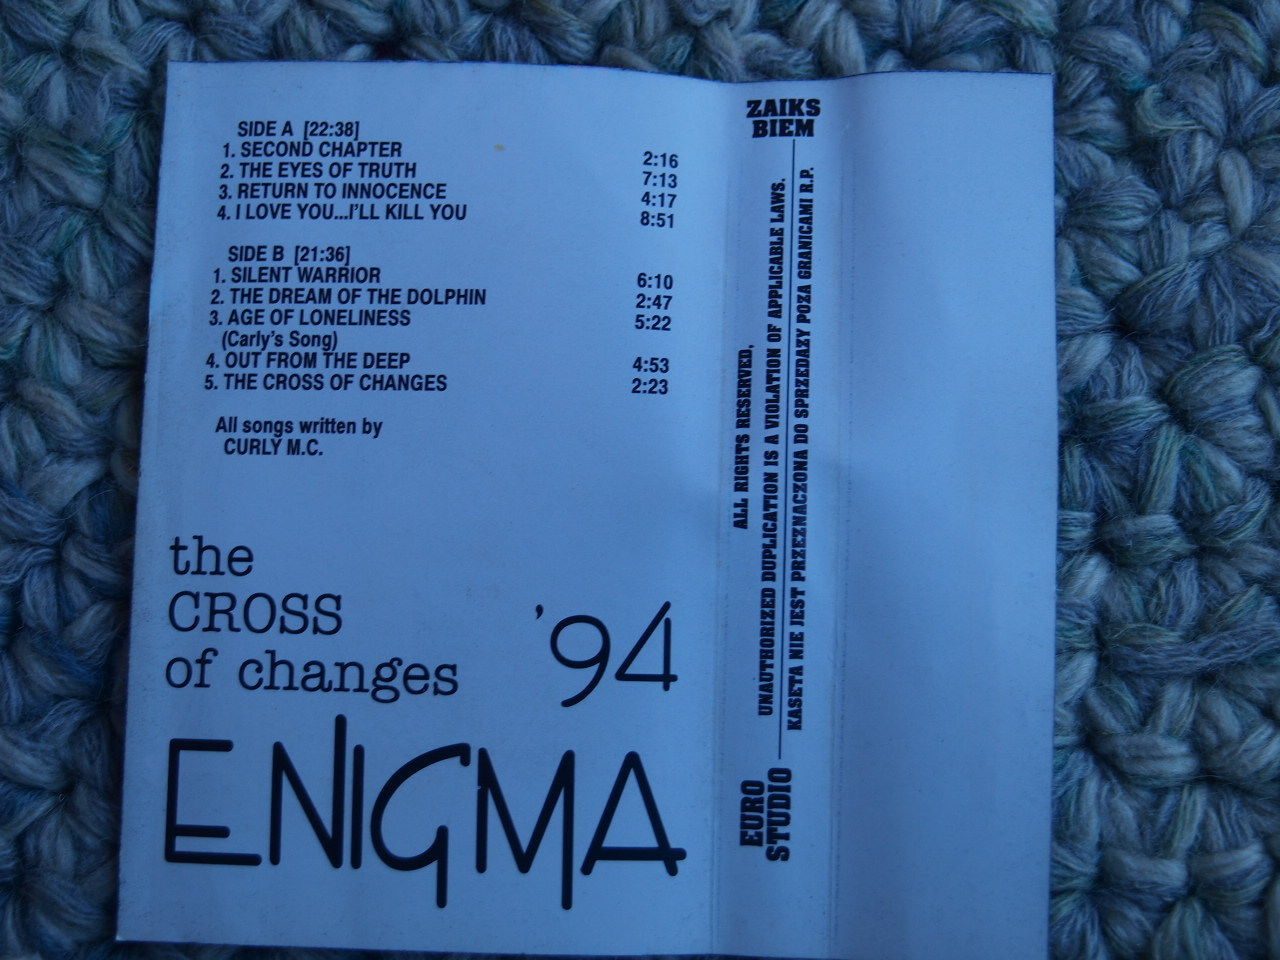 SIDE A [22:38]
1. SECOND CHAPTER 2:16
2. THE EYES OF TRUTH 7:13
3. RETURN TO INNOCENCE 4:17
4. I LOVE YOU...I'LL KILL YOU 8:51
SIDE B [21:36]
1. SILENT WARRIOR 6:10
2. THE DREAM OF THE DOLPHIN 2:47
3. AGE OF LONELINESS 5:22
(Carly's Song)
4. OUT FROM THE DEEP 4:53
5. THE CROSS OF CHANGES 2:23
All songs written by
CURLY M.C.
the
CROSS
of changes
'94
ENIGMA
ZAIKS
BIEM
ALL RIGHTS RESERVED,
UNAUTHORIZED DUPLICATION IS A VIOLATION OF APPLICABLE LAWS.
KASETA NIE JEST PRZEZNACZONA DO SPRZEDAZY POZA GRANICAMI R.P.
EURO
STUDIO